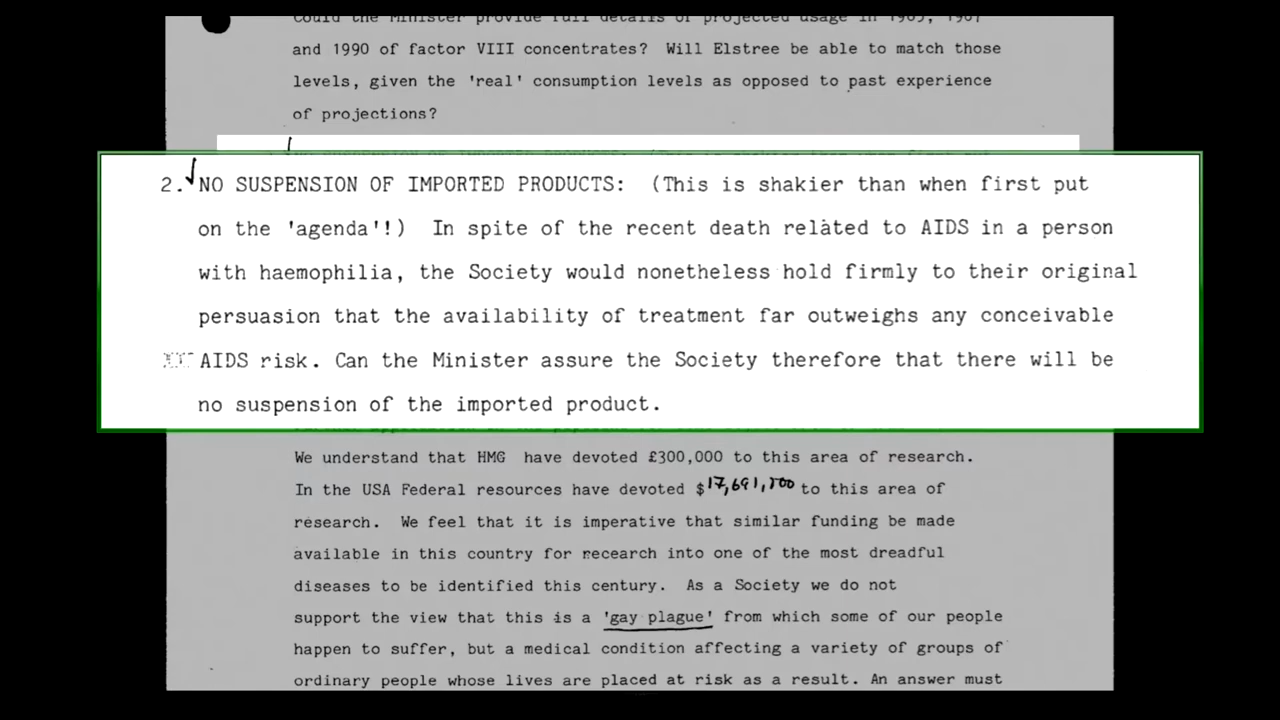 Could the Minister provide full details of projected usage in 1985, 1987
and 1990 of factor VIII concentrates? Will Elstree be able to match those
levels, given the 'real' consumption levels as opposed to past experience
of projections?
2. NO SUSPENSION OF IMPORTED PRODUCTS: (This is shakier than when first put
on the 'agenda'!) In spite of the recent death related to AIDS in a person
with haemophilia, the Society would nonetheless hold firmly to their original
persuasion that the availability of treatment far outweighs any conceivable
AIDS risk. Can the Minister assure the Society therefore that there will be
no suspension of the imported product.
We understand that HMG have devoted £300,000 to this area of research.
In the USA Federal resources have devoted $17,691,700 to this area of
research. We feel that it is imperative that similar funding be made
available in this country for recearch into one of the most dreadful
diseases to be identified this century. As a Society we do not
support the view that this is a 'gay plague' from which some of our people
happen to suffer, but a medical condition affecting a variety of groups of
ordinary people whose lives are placed at risk as a result. An answer must